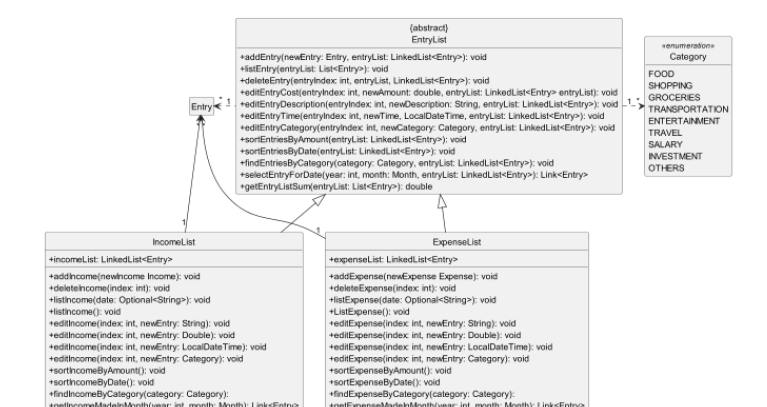 {abstract}
EntryList
+addEntry(newEntry: Entry, entryList: LinkedList<Entry>): void
+listEntry(entryList: List<Entry>): void
+deleteEntry(entryIndex: int, entryList, LinkedList<Entry>): void
+editEntryCost(entryIndex: int, newAmount: double, entryList: LinkedList<Entry> entryList): void
+editEntryDescription(entryIndex: int, newDescription: String, entryList: LinkedList<Entry>): void
+editEntryTime(entryIndex: int, newTime, LocalDateTime, entryList: LinkedList<Entry>): void
+editEntryCategory(entryIndex: int, newCategory: Category, entryList: LinkedList<Entry>): void
+sortEntriesByAmount(entryList: LinkedList<Entry>): void
+sortEntriesByDate(entryList: LinkedList<Entry>): void
+findEntriesByCategory(category: Category, entryList: LinkedList<Entry>): void
+selectEntryForDate(year: int, month: Month, entryList: LinkedList<Entry>): Link<Entry>
+getEntryListSum(entryList: List<Entry>): double
«enumeration»
Category
FOOD
SHOPPING
GROCERIES
TRANSPORTATION
ENTERTAINMENT
TRAVEL
SALARY
INVESTMENT
OTHERS
Entry
* 1
1 *
1
1
IncomeList
+incomeList: LinkedList<Entry>
+addIncome(newIncome Income): void
+deleteIncome(index: int): void
+listIncome(date: Optional<String>): void
+listIncome(): void
+editIncome(index: int, newEntry: String): void
+editIncome(index: int, newEntry: Double): void
+editIncome(index: int, newEntry: LocalDateTime): void
+editIncome(index: int, newEntry: Category): void
+sortIncomeByAmount(): void
+sortIncomeByDate(): void
+findIncomeByCategory(category: Category):
+getIncomeMadeInMonth(year: int, month: Month): Link<Entry>
ExpenseList
+expenseList: LinkedList<Entry>
+addExpense(newExpense Expense): void
+deleteExpense(index: int): void
+listExpense(date: Optional<String>): void
+ListExpense(): void
+editExpense(index: int, newEntry: String): void
+editExpense(index: int, newEntry: Double): void
+editExpense(index: int, newEntry: LocalDateTime): void
+editExpense(index: int, newEntry: Category): void
+sortExpenseByAmount(): void
+sortExpenseByDate(): void
+findExpenseByCategory(category: Category):
+getExpenseMadeInMonth(year: int, month: Month): Link<Entry>